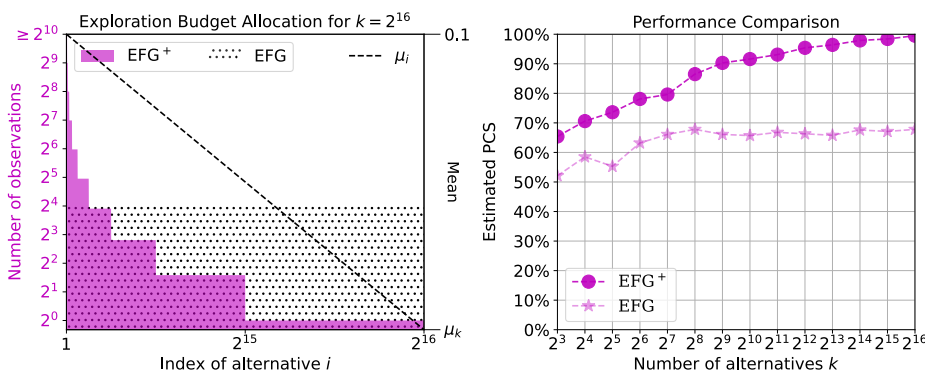 Exploration Budget Allocation for k = 2^16
≥ 2^10
2^9
2^8
2^7
2^6
2^5
2^4
2^3
2^2
2^1
2^0
Number of observations
EFG^+
EFG
μ_i
0.1
Mean
μ_k
1
2^15
2^16
Index of alternative i
Performance Comparison
100%
90%
80%
70%
60%
50%
40%
30%
20%
10%
0%
Estimated PCS
EFG^+
EFG
2^3 2^4 2^5 2^6 2^7 2^8 2^9 2^10 2^11 2^12 2^13 2^14 2^15 2^16
Number of alternatives k